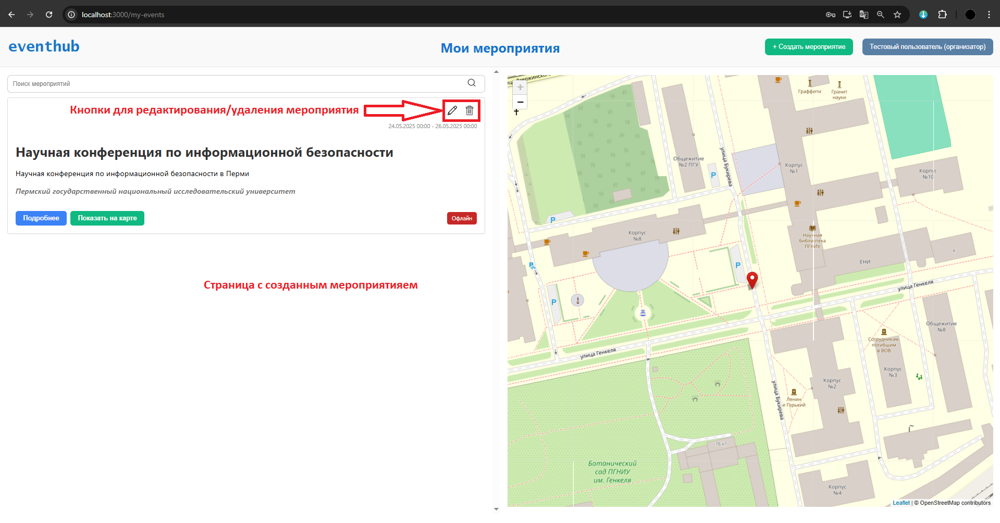 localhost:3000/my-events
eventhub
Мои мероприятия
+ Создать мероприятие
Тестовый пользователь (организатор)
Поиск мероприятий
Кнопки для редактирования/удаления мероприятия
24.05.2025 00:00 - 26.05.2025 00:00
Научная конференция по информационной безопасности
Научная конференция по информационной безопасности в Перми
Пермский государственный национальный исследовательский университет
Подробнее
Показать на карте
Офлайн
Страница с созданным мероприятияем
+
−
Граффити
Гранит
науки
улица Букирева
Общежитие
№2 ПГУ
P
Корпус
№1
Корпус
№10
P
Корпус
№8
Научная
библиотека
ПГНИУ
4
ЕНИ
P
P
улица Генкеля
P
Общежитие
№8
Сотрудникам,
погибшим
в ВОВ
улица Генкеля
Корпус
№3
Корпус
№2
улица Букирева
Ленин
и Горький
7Б к1
Ботанический
сад ПГНИУ
им. Генкеля
Корпус
№4
Leaflet | © OpenStreetMap contributors